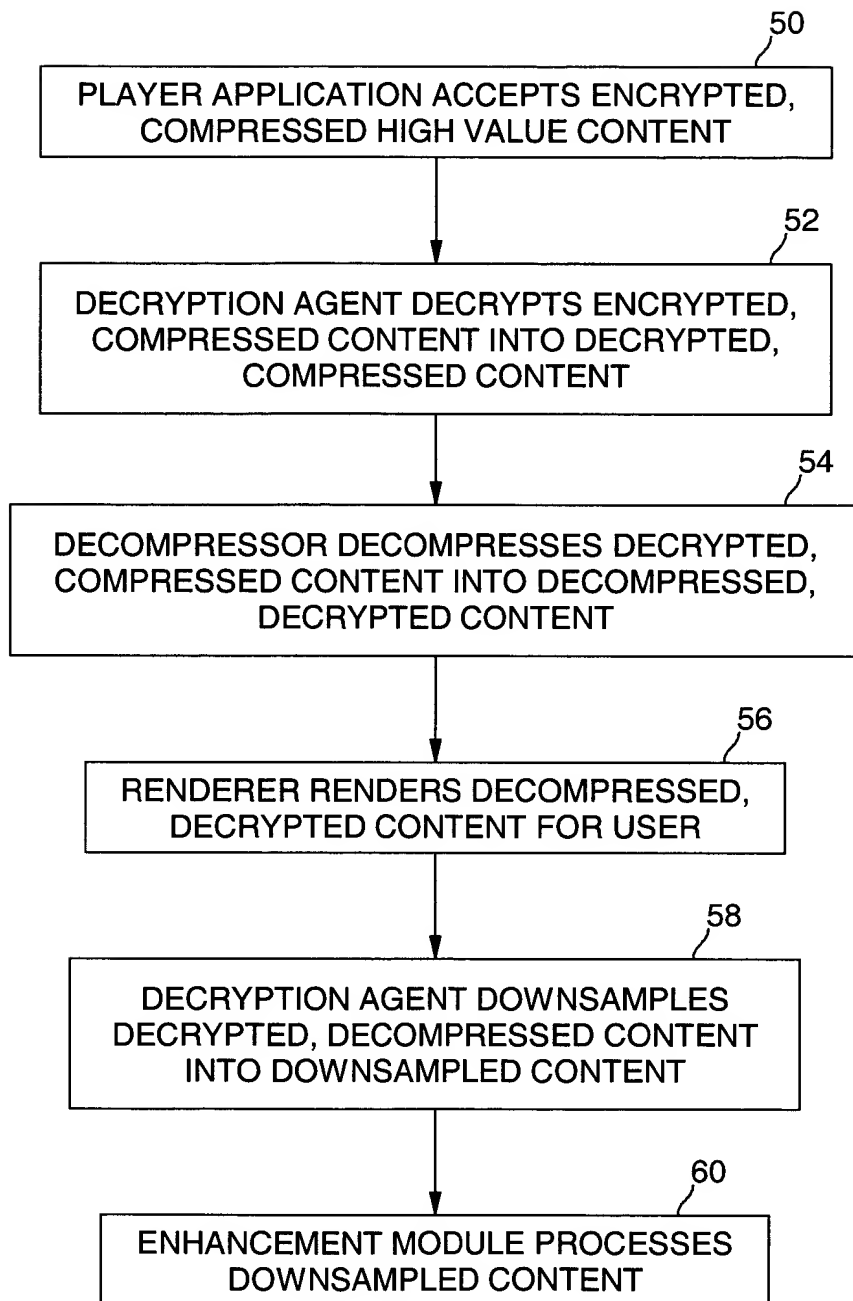 50
PLAYER APPLICATION ACCEPTS ENCRYPTED,
COMPRESSED HIGH VALUE CONTENT
52
DECRYPTION AGENT DECRYPTS ENCRYPTED,
COMPRESSED CONTENT INTO DECRYPTED,
COMPRESSED CONTENT
54
DECOMPRESSOR DECOMPRESSES DECRYPTED,
COMPRESSED CONTENT INTO DECOMPRESSED,
DECRYPTED CONTENT
56
RENDERER RENDERS DECOMPRESSED,
DECRYPTED CONTENT FOR USER
58
DECRYPTION AGENT DOWNSAMPLES
DECRYPTED, DECOMPRESSED CONTENT
INTO DOWNSAMPLED CONTENT
60
ENHANCEMENT MODULE PROCESSES
DOWNSAMPLED CONTENT